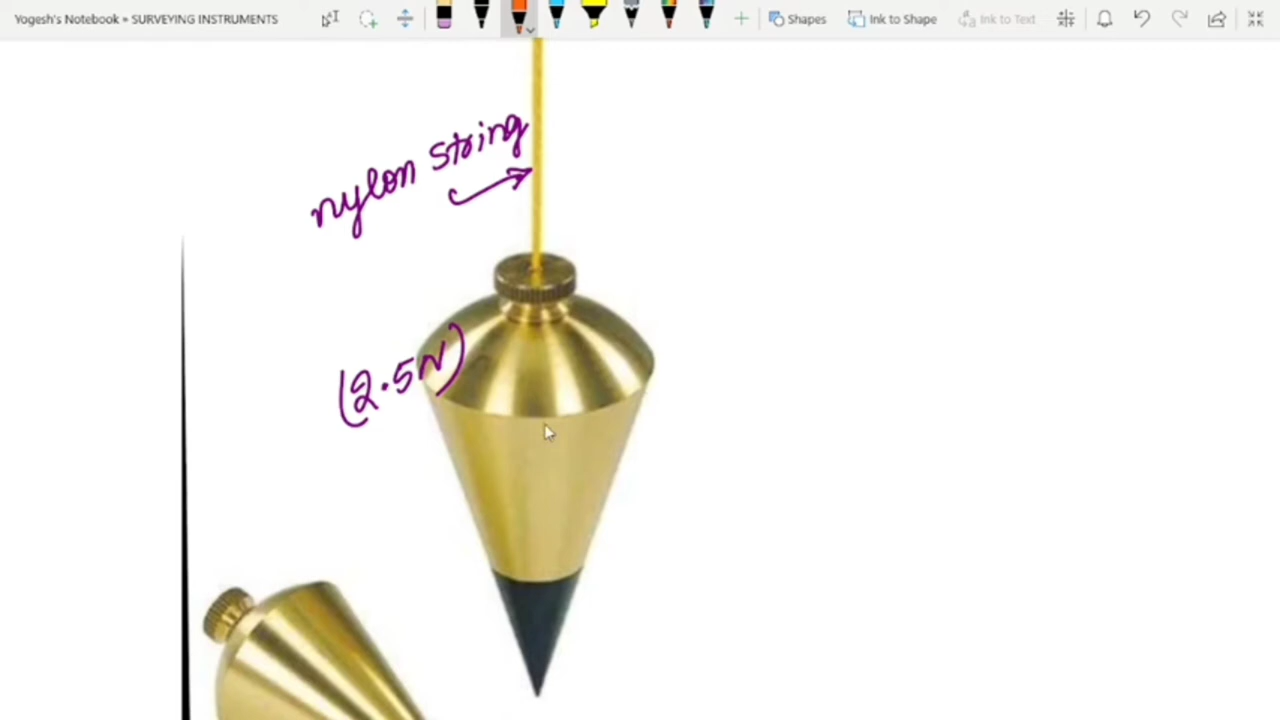 Yogesh's Notebook » SURVEYING INSTRUMENTS
Shapes
Ink to Shape
Ink to Text
nylon string
(2.5N)